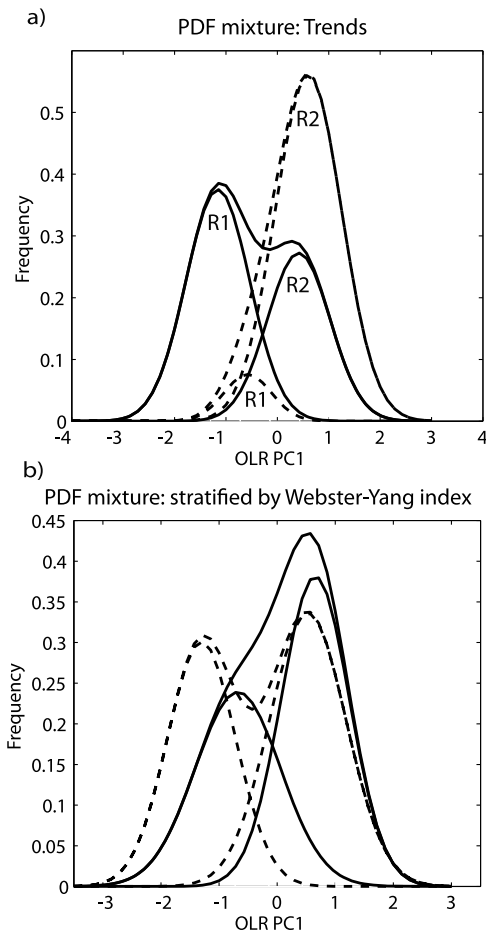 a)
PDF mixture: Trends
Frequency
0.5
0.4
0.3
0.2
0.1
0
R2
R1
R2
R1
-4 -3 -2 -1 0 1 2 3 4
OLR PC1
b)
PDF mixture: stratified by Webster-Yang index
Frequency
0.45
0.4
0.35
0.3
0.25
0.2
0.15
0.1
0.05
0
-3 -2 -1 0 1 2 3
OLR PC1